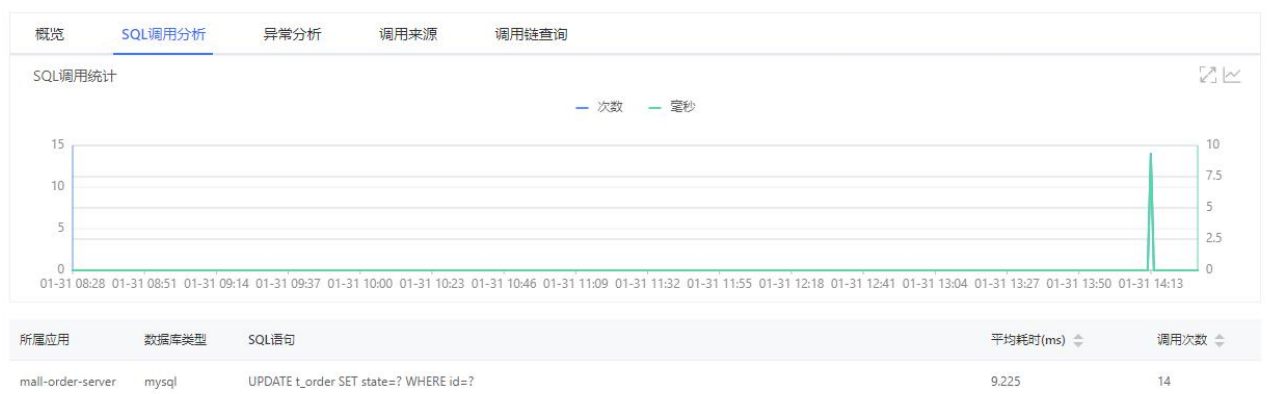 概览 SQL调用分析 异常分析 调用来源 调用链查询
SQL调用统计
次数 毫秒
15 10
10 7.5
5 5
2.5
0 0
01-31 08:28 01-31 08:51 01-31 09:14 01-31 09:37 01-31 10:00 01-31 10:23 01-31 10:46 01-31 11:09 01-31 11:32 01-31 11:55 01-31 12:18 01-31 12:41 01-31 13:04 01-31 13:27 01-31 13:50 01-31 14:13
所属应用 数据库类型 SQL语句 平均耗时(ms) 调用次数
mall-order-server mysql UPDATE t_order SET state=? WHERE id=? 9.225 14